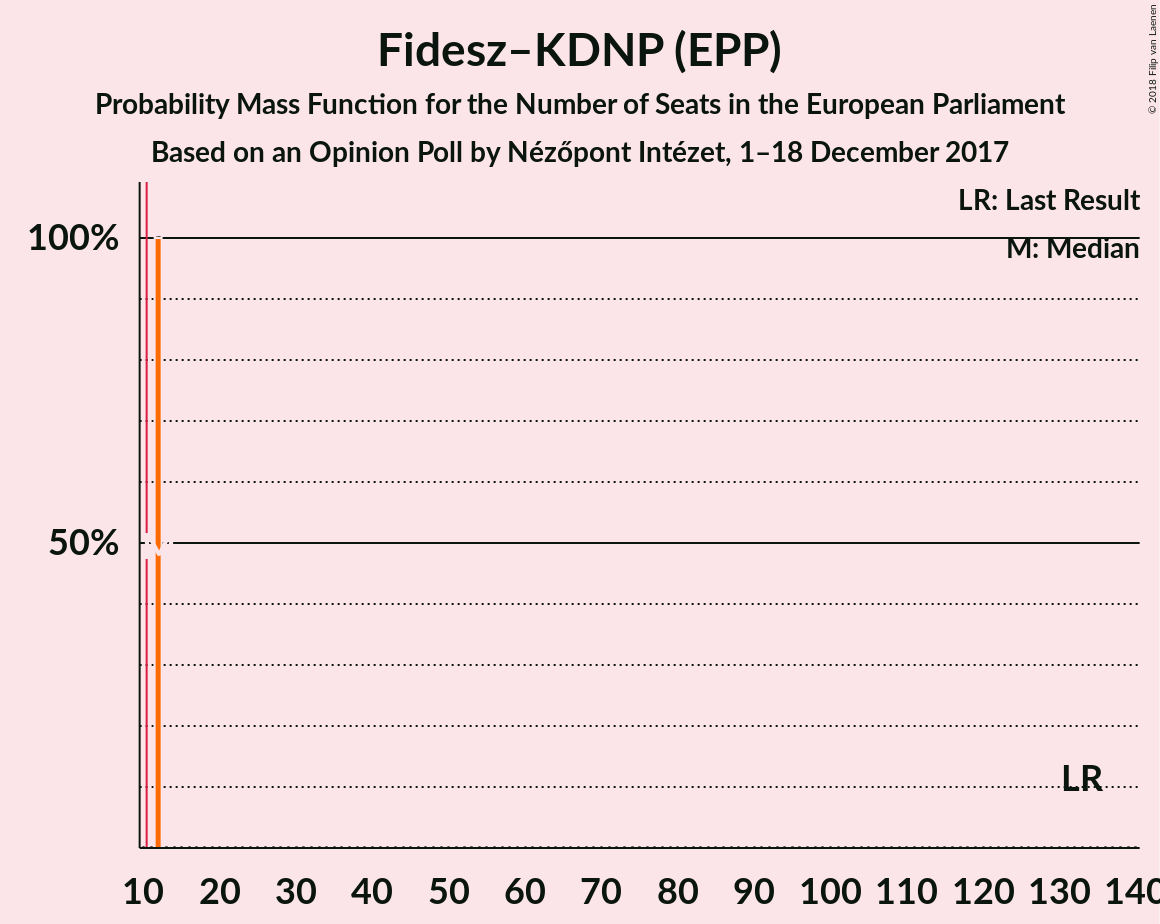 Fidesz–KDNP (EPP)
Probability Mass Function for the Number of Seats in the European Parliament
Based on an Opinion Poll by Nézőpont Intézet, 1–18 December 2017
© 2018 Filip van Laenen
LR: Last Result
100%
M: Median
50%
M
LR
10 20 30 40 50 60 70 80 90 100 110 120 130 140